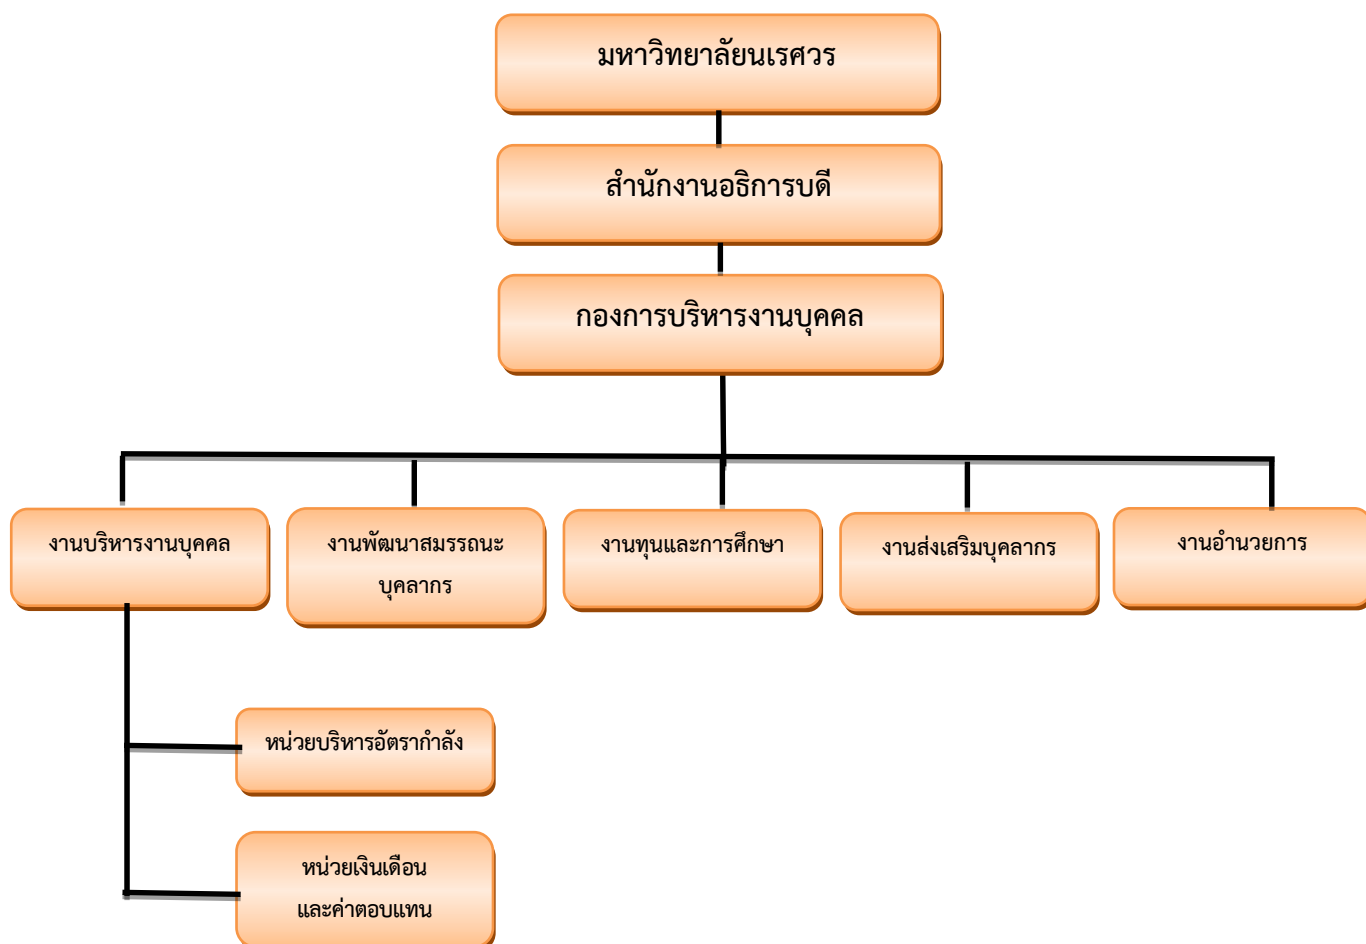 มหาวิทยาลัยนเรศวร
สำนักงานอธิการบดี
กองการบริหารงานบุคคล
งานบริหารงานบุคคล
งานพัฒนาสมรรถนะ
บุคลากร
งานทุนและการศึกษา
งานส่งเสริมบุคลากร
งานอำนวยการ
หน่วยบริหารอัตรากำลัง
หน่วยเงินเดือน
และค่าตอบแทน